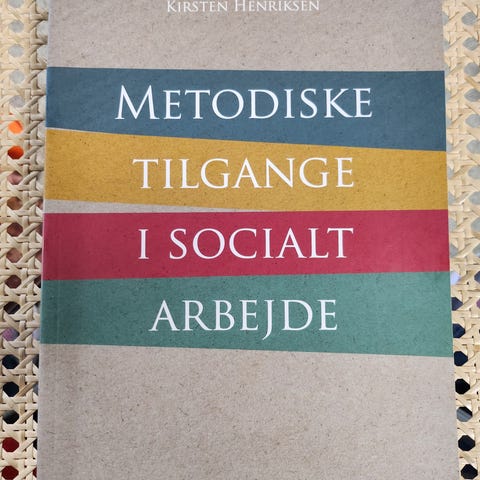 KIRSTEN HENRIKSEN
METODISKE
TILGANGE
I SOCIALT
ARBEJDE